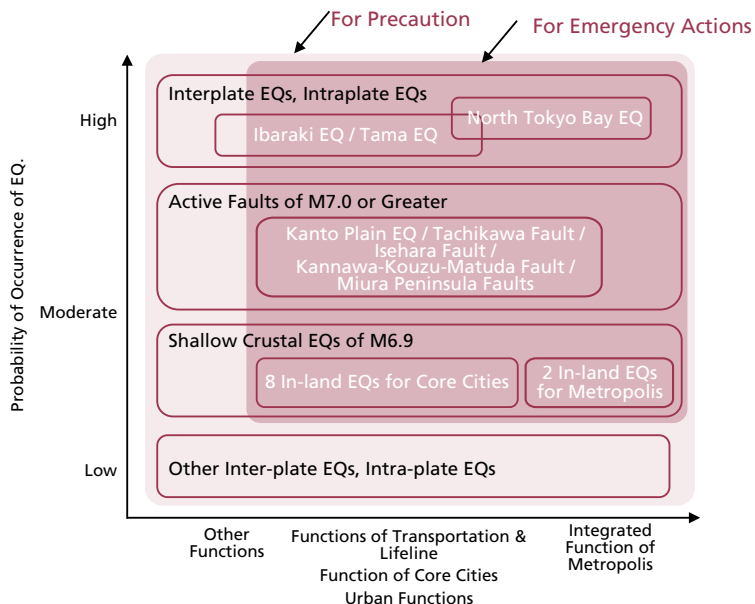 For Precaution
For Emergency Actions
Probability of Occurrence of EQ.
High
Interplate EQs, Intraplate EQs
Ibaraki EQ / Tama EQ
North Tokyo Bay EQ
Active Faults of M7.0 or Greater
Kanto Plain EQ / Tachikawa Fault /
Isehara Fault /
Kannawa-Kouzu-Matuda Fault /
Miura Peninsula Faults
Moderate
Shallow Crustal EQs of M6.9
8 In-land EQs for Core Cities
2 In-land EQs
for Metropolis
Low
Other Inter-plate EQs, Intra-plate EQs
Other
Functions
Functions of Transportation &
Lifeline
Function of Core Cities
Urban Functions
Integrated
Function of
Metropolis